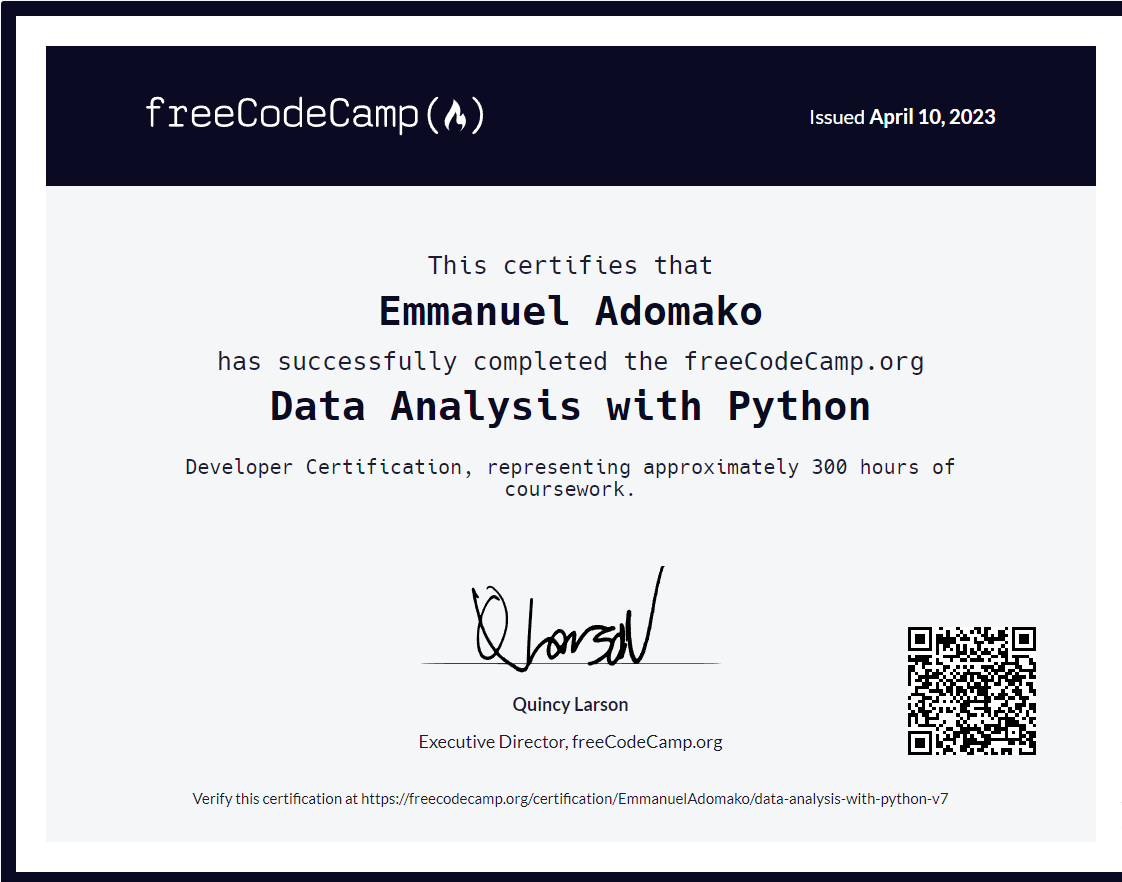 freeCodeCamp
Issued April 10, 2023
This certifies that
Emmanuel Adomako
has successfully completed the freeCodeCamp.org
Data Analysis with Python
Developer Certification, representing approximately 300 hours of
coursework.
Q Larson
Quincy Larson
Executive Director, freeCodeCamp.org
Verify this certification at https://freecodecamp.org/certification/EmmanuelAdomako/data-analysis-with-python-v7